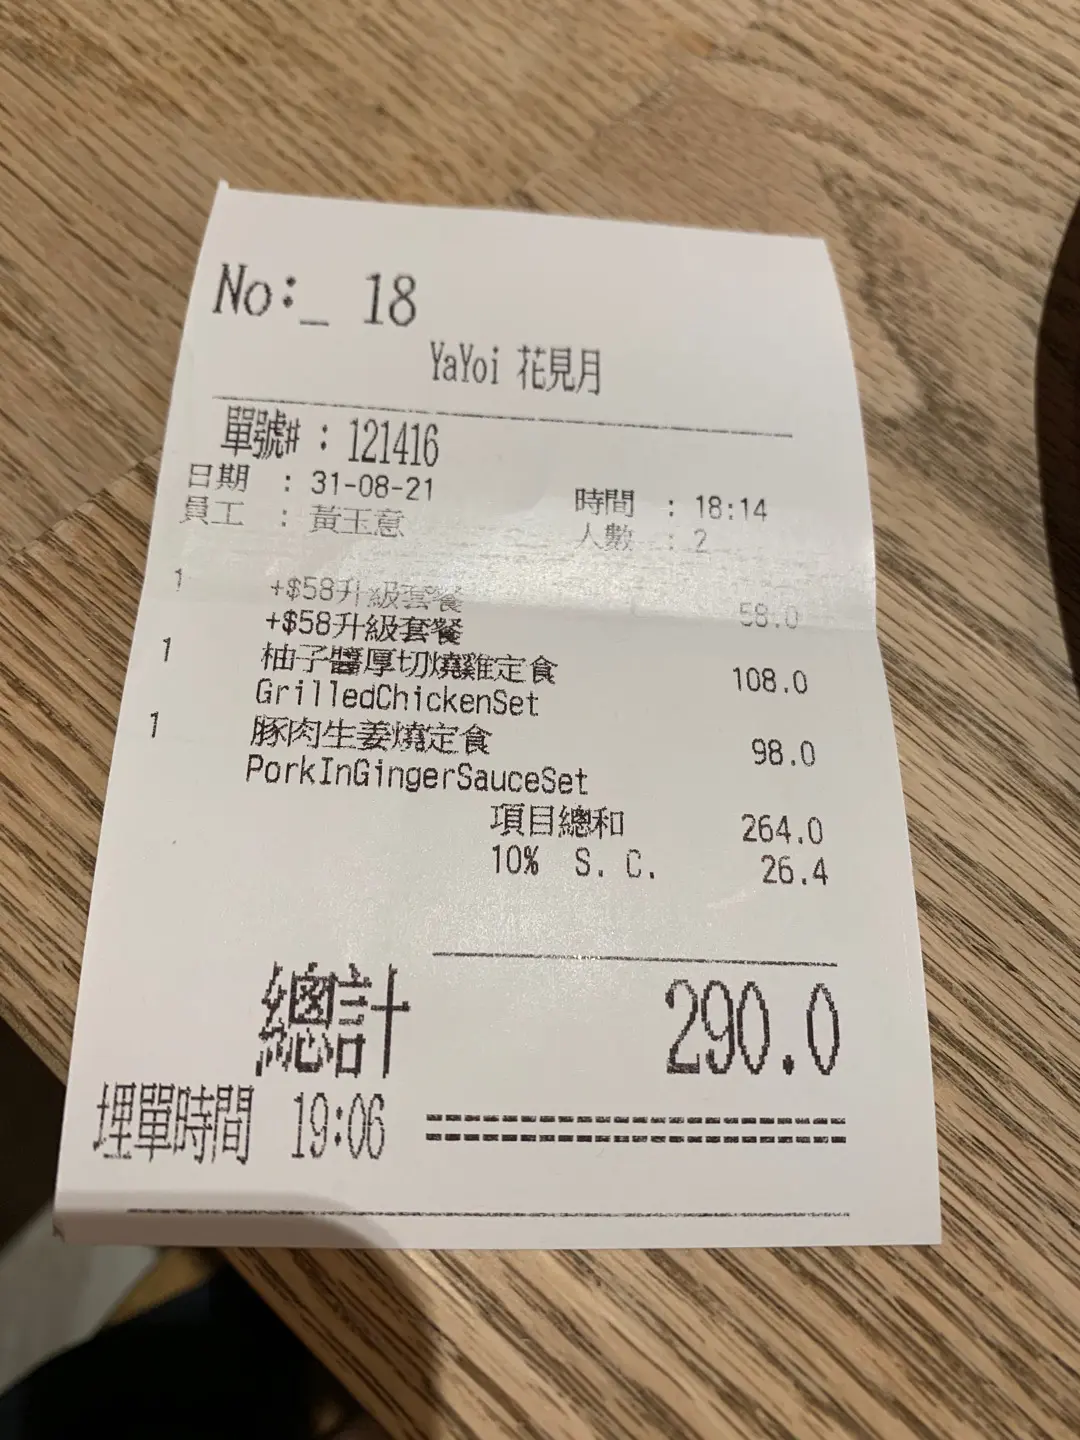 No:_ 18
YaYoi 花見月
單號# : 121416
日期 : 31-08-21 時間 : 18:14
員工 : 黃玉意 人數 : 2
1 +$58升級套餐 58.0
+$58升級套餐
1 柚子醬厚切燒雞定食 108.0
GrilledChickenSet
1 豚肉生姜燒定食 98.0
PorkInGingerSauceSet
項目總和 264.0
10% S. C. 26.4
總計 290.0
埋單時間 19:06